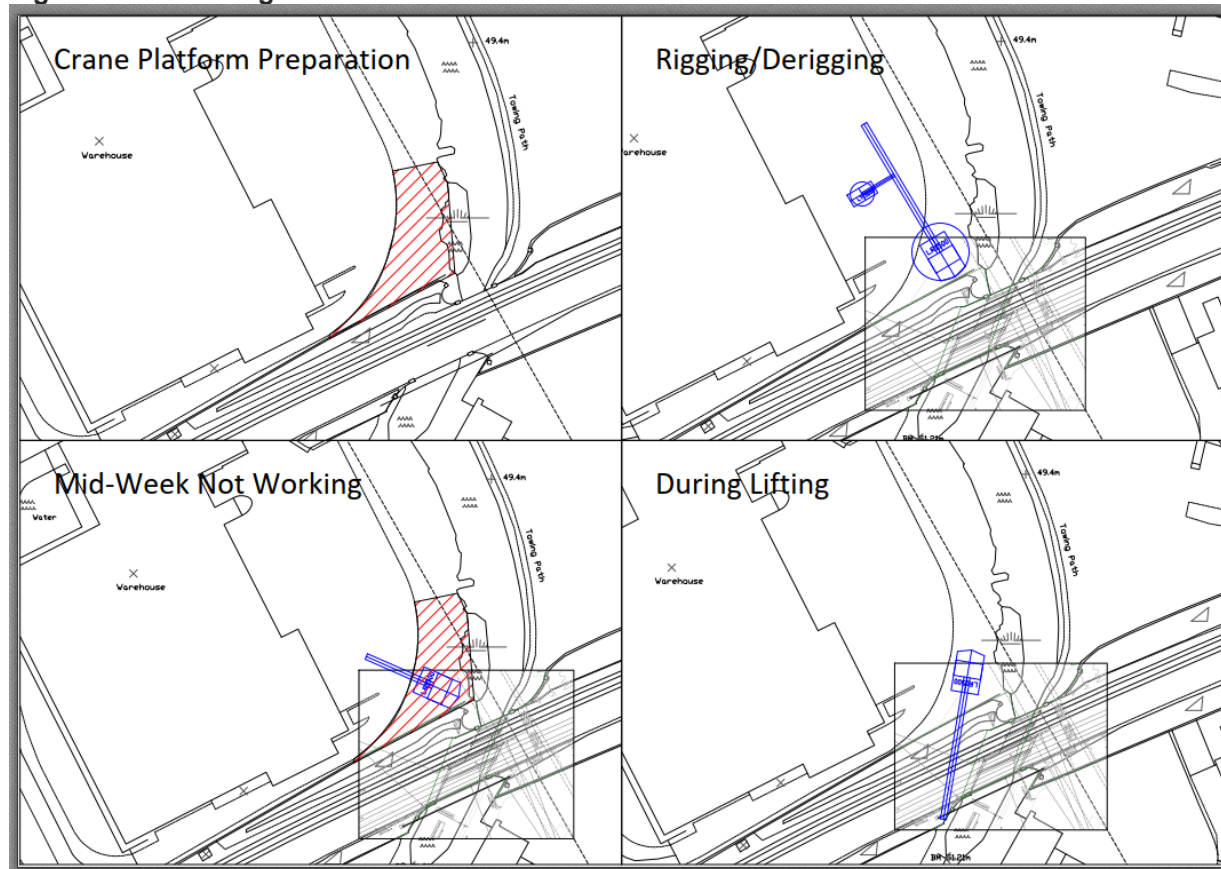 Crane Platform Preparation
49.4m
Towing Path
Warehouse
Rigging/Derigging
49.4m
Towing Path
arehouse
Mid-Week Not Working
49.4m
Water
Towing Path
Warehouse
During Lifting
49.4m
Towing Path
Warehouse